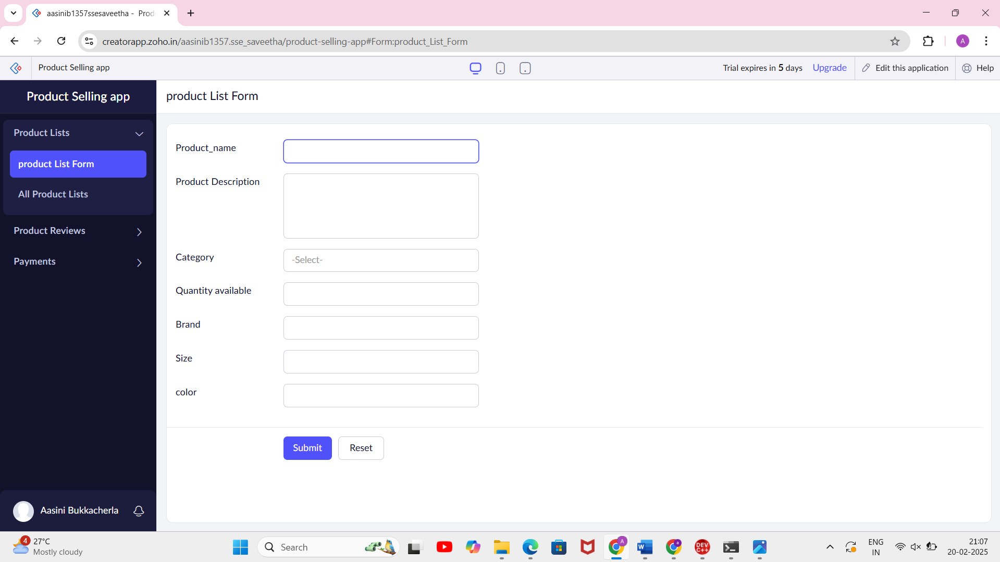 aasinib1357ssesaveetha - Prod
creatorapp.zoho.in/aasinib1357.sse_saveetha/product-selling-app#Form:product_List_Form
A
Product Selling app
Trial expires in 5 days
Upgrade
Edit this application
Help
Product Selling app
Product Lists
product List Form
All Product Lists
Product Reviews
Payments
Aasini Bukkacherla
product List Form
Product_name
Product Description
Category
-Select-
Quantity available
Brand
Size
color
Submit
Reset
4
27°C
Mostly cloudy
Search
A
W
a
DEV
C++
ENG
IN
21:07
20-02-2025